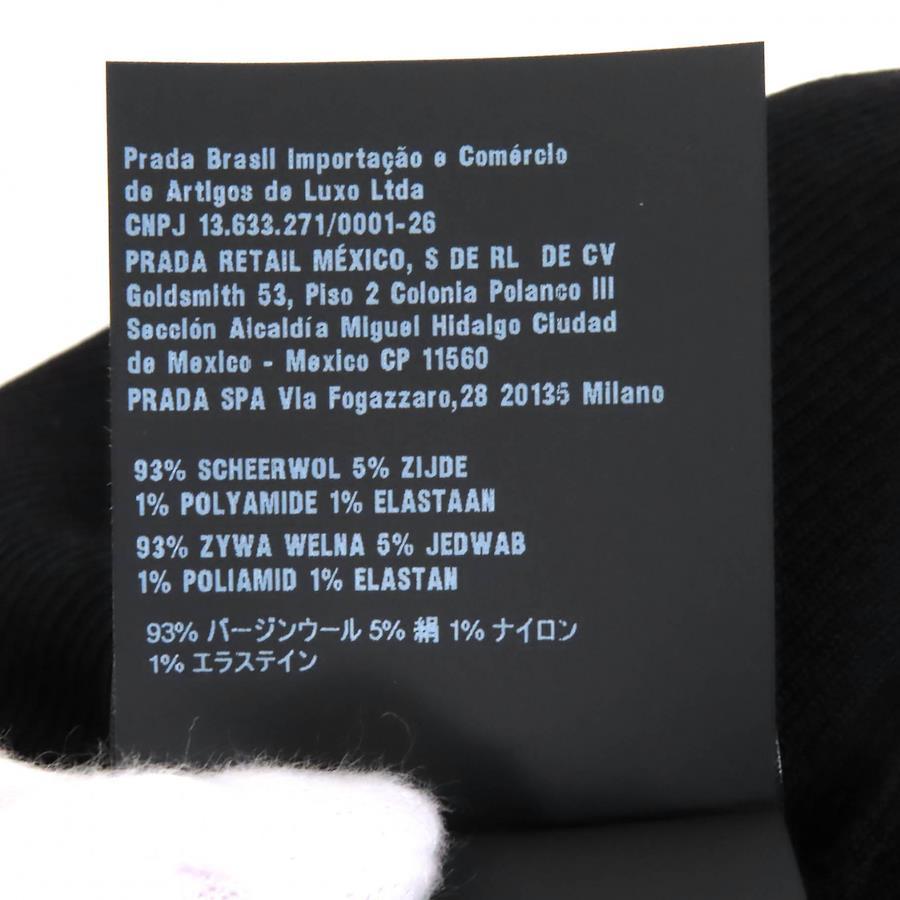 Prada Brasil Importação e Comércio
de Artigos de Luxo Ltda
CNPJ 13.633.271/0001-26
PRADA RETAIL MÉXICO, S DE RL DE CV
Goldsmith 53, Piso 2 Colonia Polanco III
Sección Alcaldía Miguel Hidalgo Ciudad
de Mexico - Mexico CP 11560
PRADA SPA Via Fogazzaro,28 20135 Milano
93% SCHEERWOL 5% ZIJDE
1% POLYAMIDE 1% ELASTAAN
93% ZYWA WELNA 5% JEDWAB
1% POLIAMID 1% ELASTAN
93% バージンウール 5% 絹 1% ナイロン
1% エラステイン